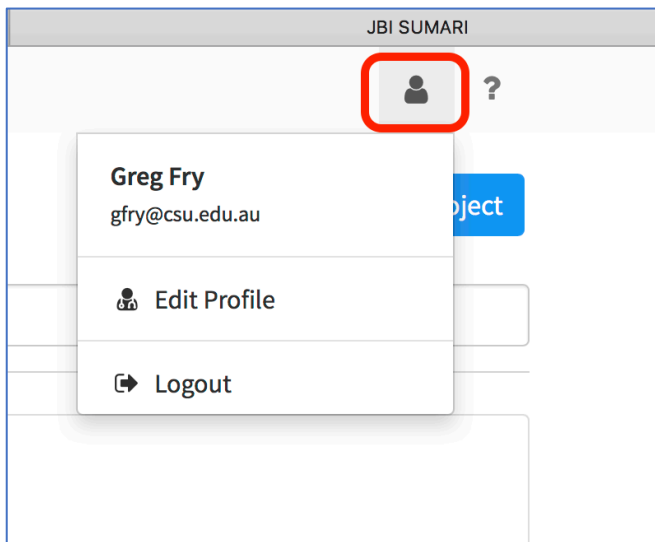 JBI SUMARI
?
Greg Fry
gfry@csu.edu.au
oject
Edit Profile
Logout